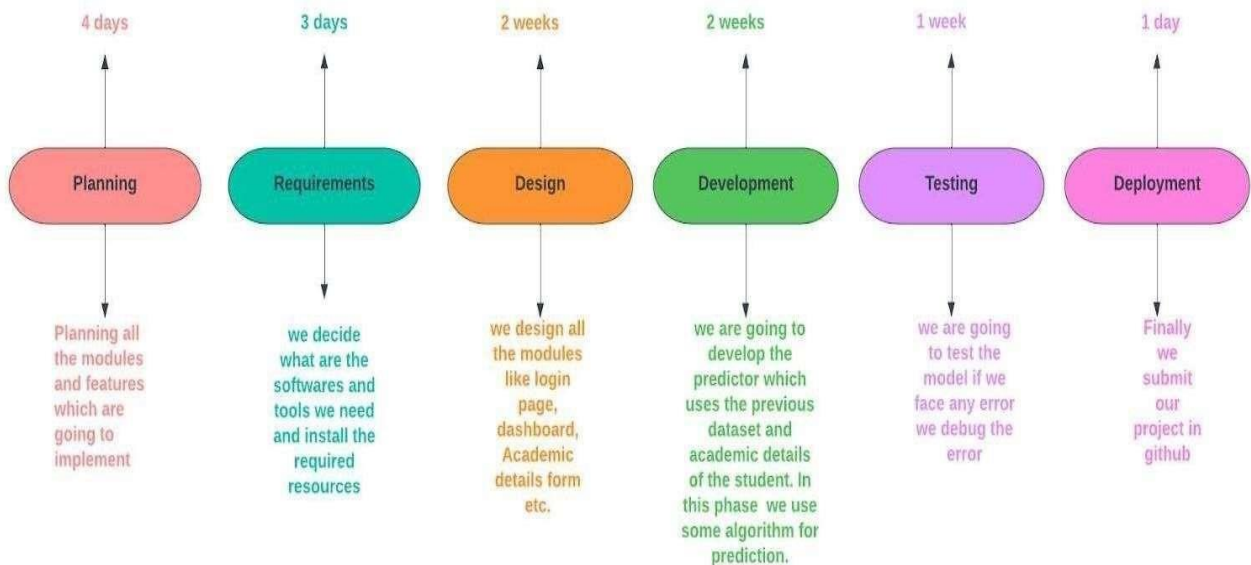 4 days
3 days
2 weeks
2 weeks
1 week
1 day
Planning
Requirements
Design
Development
Testing
Deployment
Planning all
the modules
and features
which are
going to
implement
we decide
what are the
softwares and
tools we need
and install the
required
resources
we design all
the modules
like login
page,
dashboard,
Academic
details form
etc.
we are going to
develop the
predictor which
uses the previous
dataset and
academic details
of the student. In
this phase we use
some algorithm for
prediction.
we are going
to test the
model if we
face any error
we debug the
error
Finally
we
submit
our
project in
github